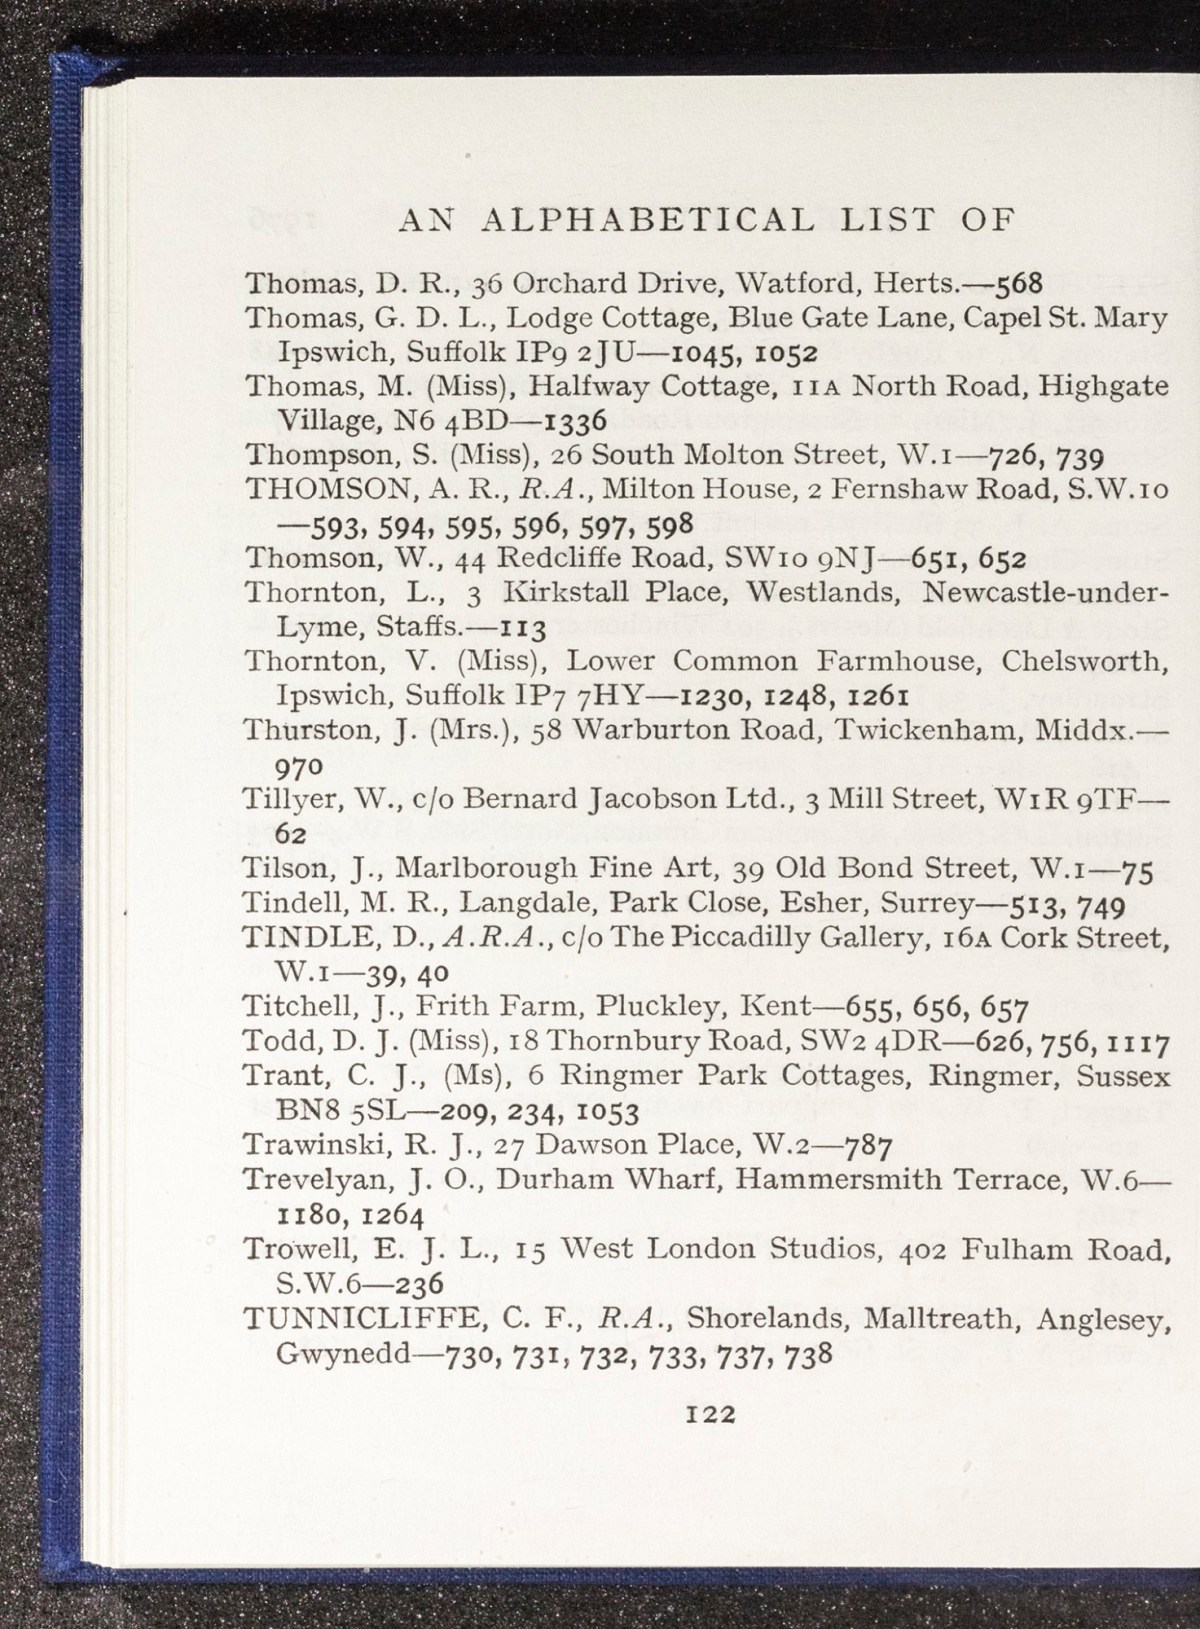 AN ALPHABETICAL LIST OF
Thomas, D. R., 36 Orchard Drive, Watford, Herts.—568
Thomas, G. D. L., Lodge Cottage, Blue Gate Lane, Capel St. Mary
Ipswich, Suffolk IP9 2JU—1045, 1052
Thomas, M. (Miss), Halfway Cottage, 11A North Road, Highgate
Village, N6 4BD—1336
Thompson, S. (Miss), 26 South Molton Street, W.1—726, 739
THOMSON, A. R., R.A., Milton House, 2 Fernshaw Road, S.W.10
—593, 594, 595, 596, 597, 598
Thomson, W., 44 Redcliffe Road, SW10 9NJ—651, 652
Thornton, L., 3 Kirkstall Place, Westlands, Newcastle-under-
Lyme, Staffs.—113
Thornton, V. (Miss), Lower Common Farmhouse, Chelsworth,
Ipswich, Suffolk IP7 7HY—1230, 1248, 1261
Thurston, J. (Mrs.), 58 Warburton Road, Twickenham, Middx.—
970
Tillyer, W., c/o Bernard Jacobson Ltd., 3 Mill Street, W1R 9TF—
62
Tilson, J., Marlborough Fine Art, 39 Old Bond Street, W.1—75
Tindell, M. R., Langdale, Park Close, Esher, Surrey—513, 749
TINDLE, D., A.R.A., c/o The Piccadilly Gallery, 16A Cork Street,
W.1—39, 40
Titchell, J., Frith Farm, Pluckley, Kent—655, 656, 657
Todd, D. J. (Miss), 18 Thornbury Road, SW2 4DR—626, 756, 1117
Trant, C. J., (Ms), 6 Ringmer Park Cottages, Ringmer, Sussex
BN8 5SL—209, 234, 1053
Trawinski, R. J., 27 Dawson Place, W.2—787
Trevelyan, J. O., Durham Wharf, Hammersmith Terrace, W.6—
1180, 1264
Trowell, E. J. L., 15 West London Studios, 402 Fulham Road,
S.W.6—236
TUNNICLIFFE, C. F., R.A., Shorelands, Malltreath, Anglesey,
Gwynedd—730, 731, 732, 733, 737, 738
122